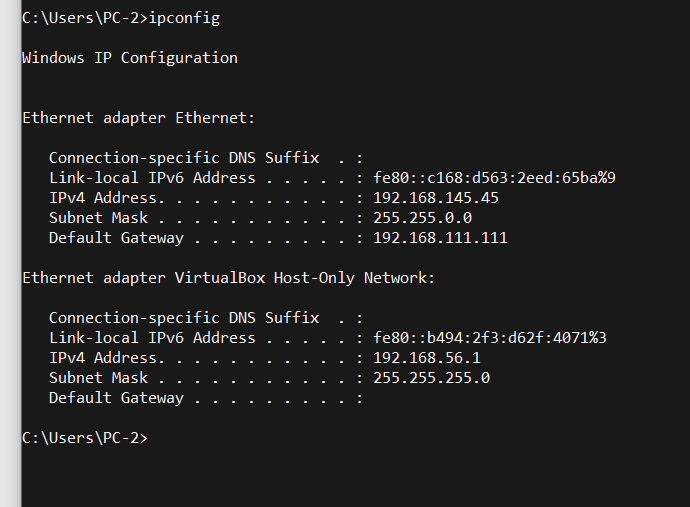 C:\Users\PC-2>ipconfig
Windows IP Configuration
Ethernet adapter Ethernet:
   Connection-specific DNS Suffix  . :
   Link-local IPv6 Address . . . . . : fe80::c168:d563:2eed:65ba%9
   IPv4 Address. . . . . . . . . . . : 192.168.145.45
   Subnet Mask . . . . . . . . . . . : 255.255.0.0
   Default Gateway . . . . . . . . . : 192.168.111.111
Ethernet adapter VirtualBox Host-Only Network:
   Connection-specific DNS Suffix  . :
   Link-local IPv6 Address . . . . . : fe80::b494:2f3:d62f:4071%3
   IPv4 Address. . . . . . . . . . . : 192.168.56.1
   Subnet Mask . . . . . . . . . . . : 255.255.255.0
   Default Gateway . . . . . . . . . :
C:\Users\PC-2>